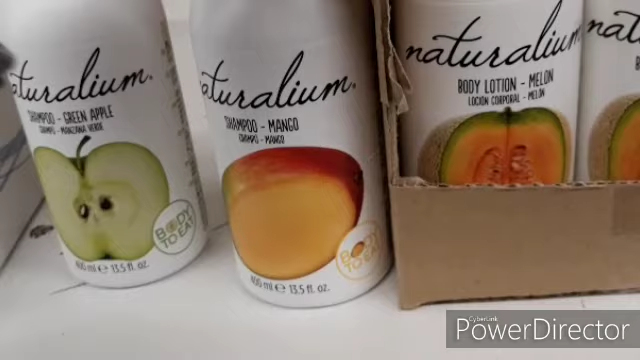 naturalium.
SHAMPOO - GREEN APPLE
CHAMPÚ - MANZANA VERDE
BODY
TO EAT
400 ml e 13.5 fl. oz.
naturalium.
SHAMPOO - MANGO
CHAMPÚ - MANGO
BODY
TO EAT
400 ml e 13.5 fl. oz.
naturalium
BODY LOTION - MELON
LOCIÓN CORPORAL - MELÓN
CyberLink
PowerDirector